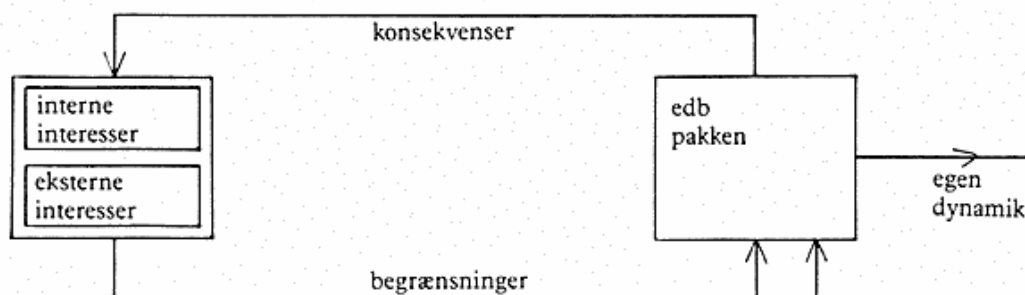 konsekvenser
interne
interesser
eksterne
interesser
edb
pakken
egen
dynamik
begrænsninger